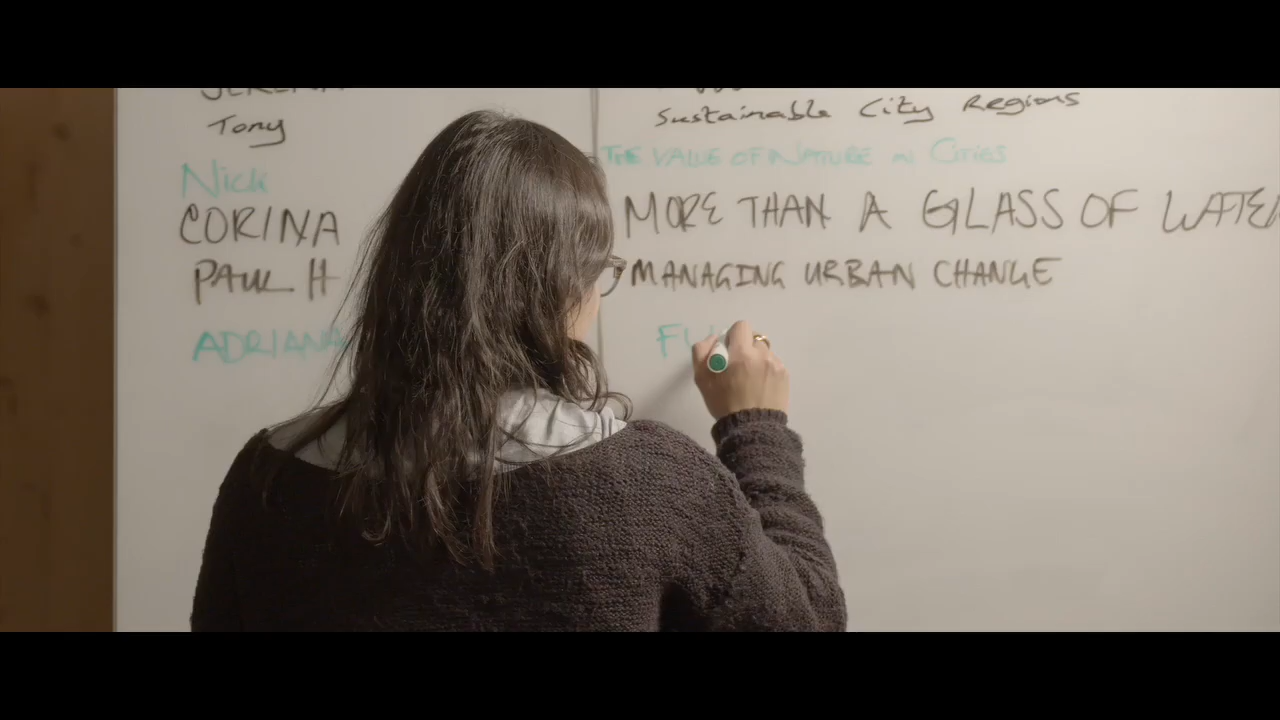 Tony Sustainable City Regions
Nick THE VALUE OF NATURE IN CITIES
CORINA MORE THAN A GLASS OF WATER
PAUL H MANAGING URBAN CHANGE
ADRIANA